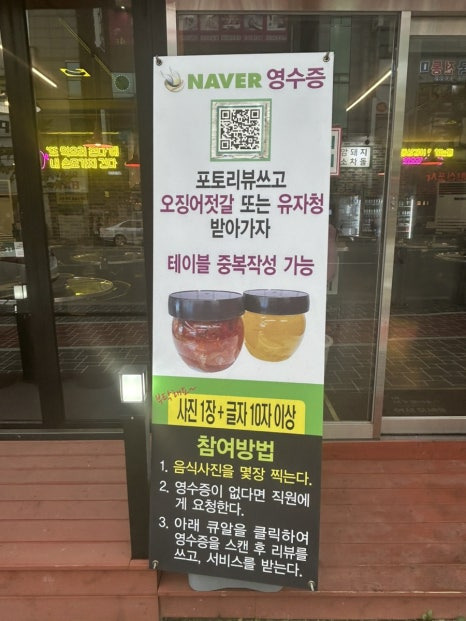 NAVER 영수증
포토리뷰쓰고
오징어젓갈 또는 유자청
받아가자
테이블 중복작성 가능
부탁해요~
사진 1장 + 글자 10자 이상
참여방법
1. 음식사진을 몇장 찍는다.
2. 영수증이 없다면 직원에
게 요청한다.
3. 아래 큐알을 클릭하여
영수증을 스캔 후 리뷰를
쓰고, 서비스를 받는다.